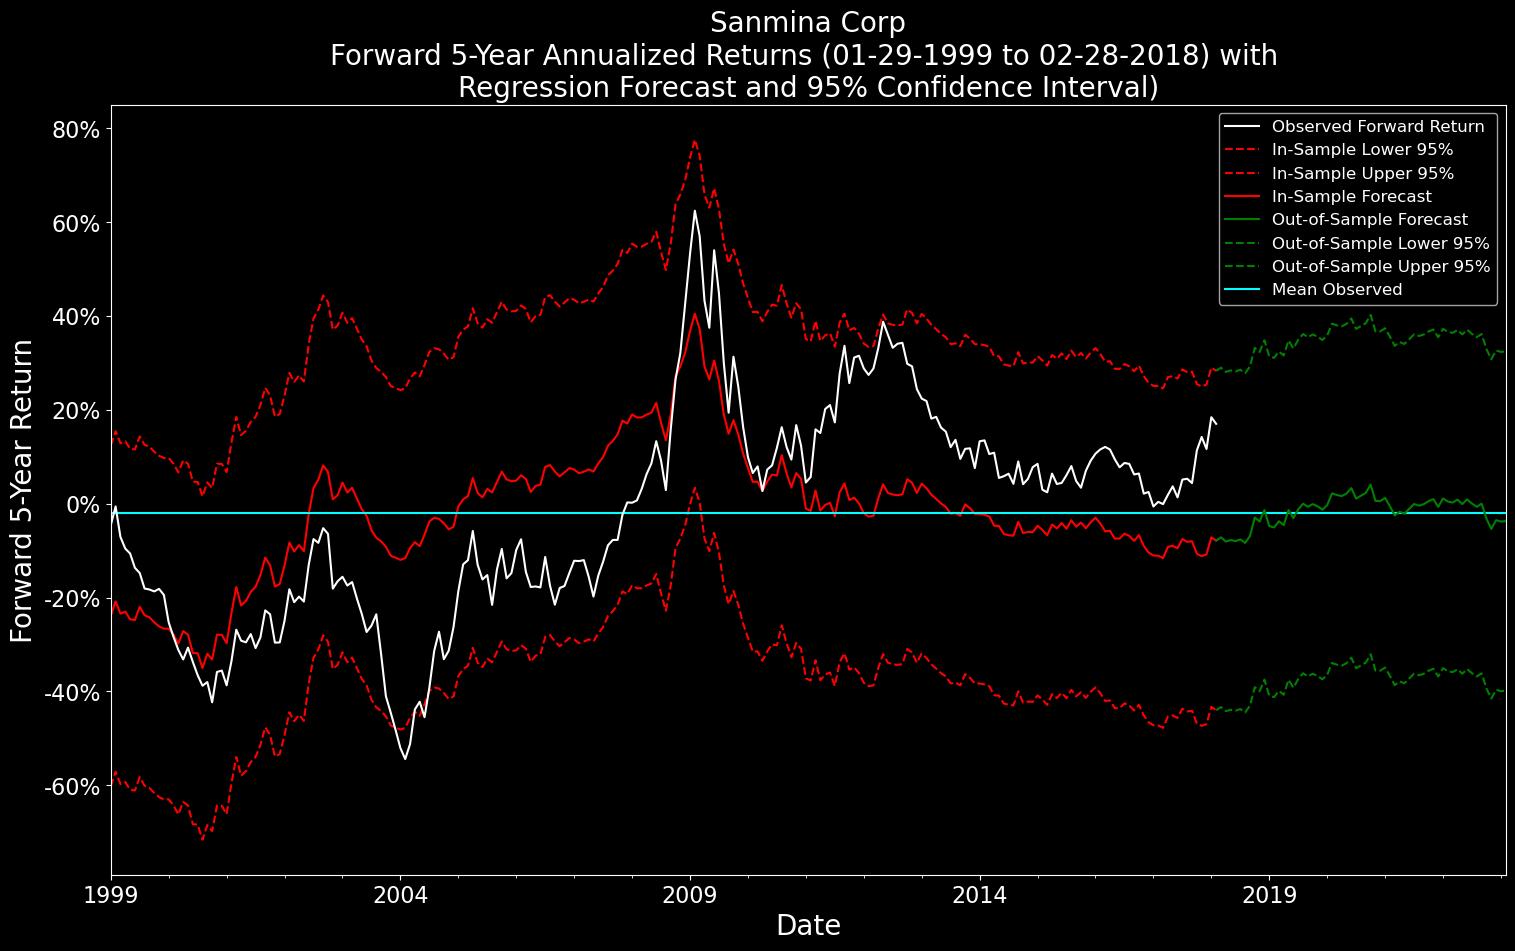 Sanmina Corp
Forward 5-Year Annualized Returns (01-29-1999 to 02-28-2018) with
Regression Forecast and 95% Confidence Interval)
Observed Forward Return
In-Sample Lower 95%
In-Sample Upper 95%
In-Sample Forecast
Out-of-Sample Forecast
Out-of-Sample Lower 95%
Out-of-Sample Upper 95%
Mean Observed
Forward 5-Year Return
80%
60%
40%
20%
0%
-20%
-40%
-60%
1999
2004
2009
2014
2019
Date